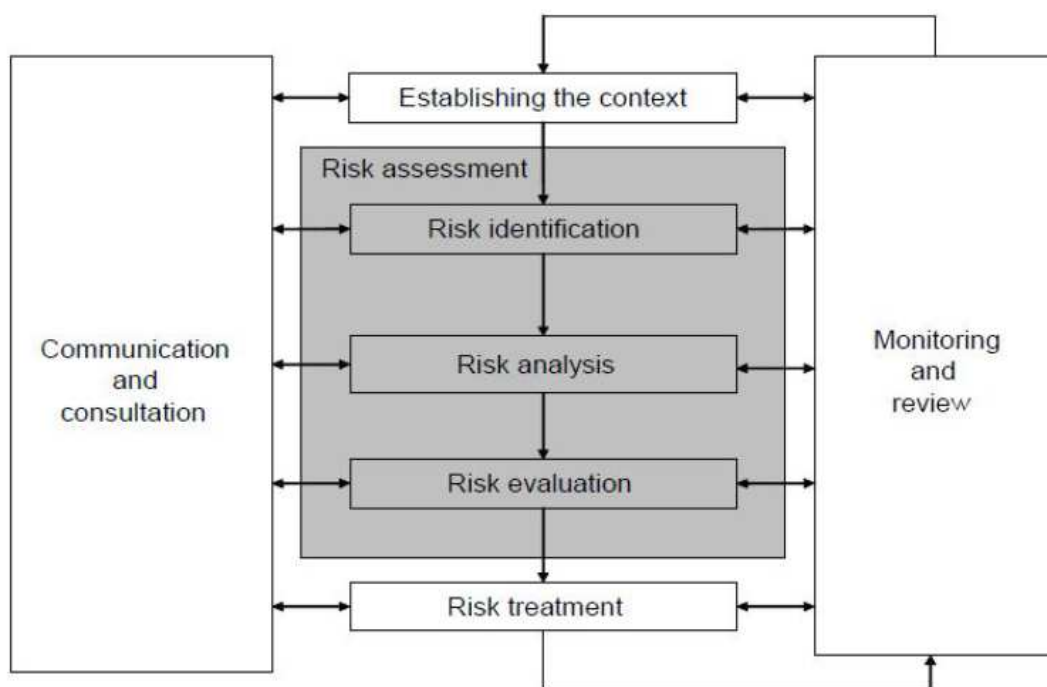 Establishing the context
Risk assessment
Risk identification
Communication
and
consultation
Risk analysis
Monitoring
and
review
Risk evaluation
Risk treatment